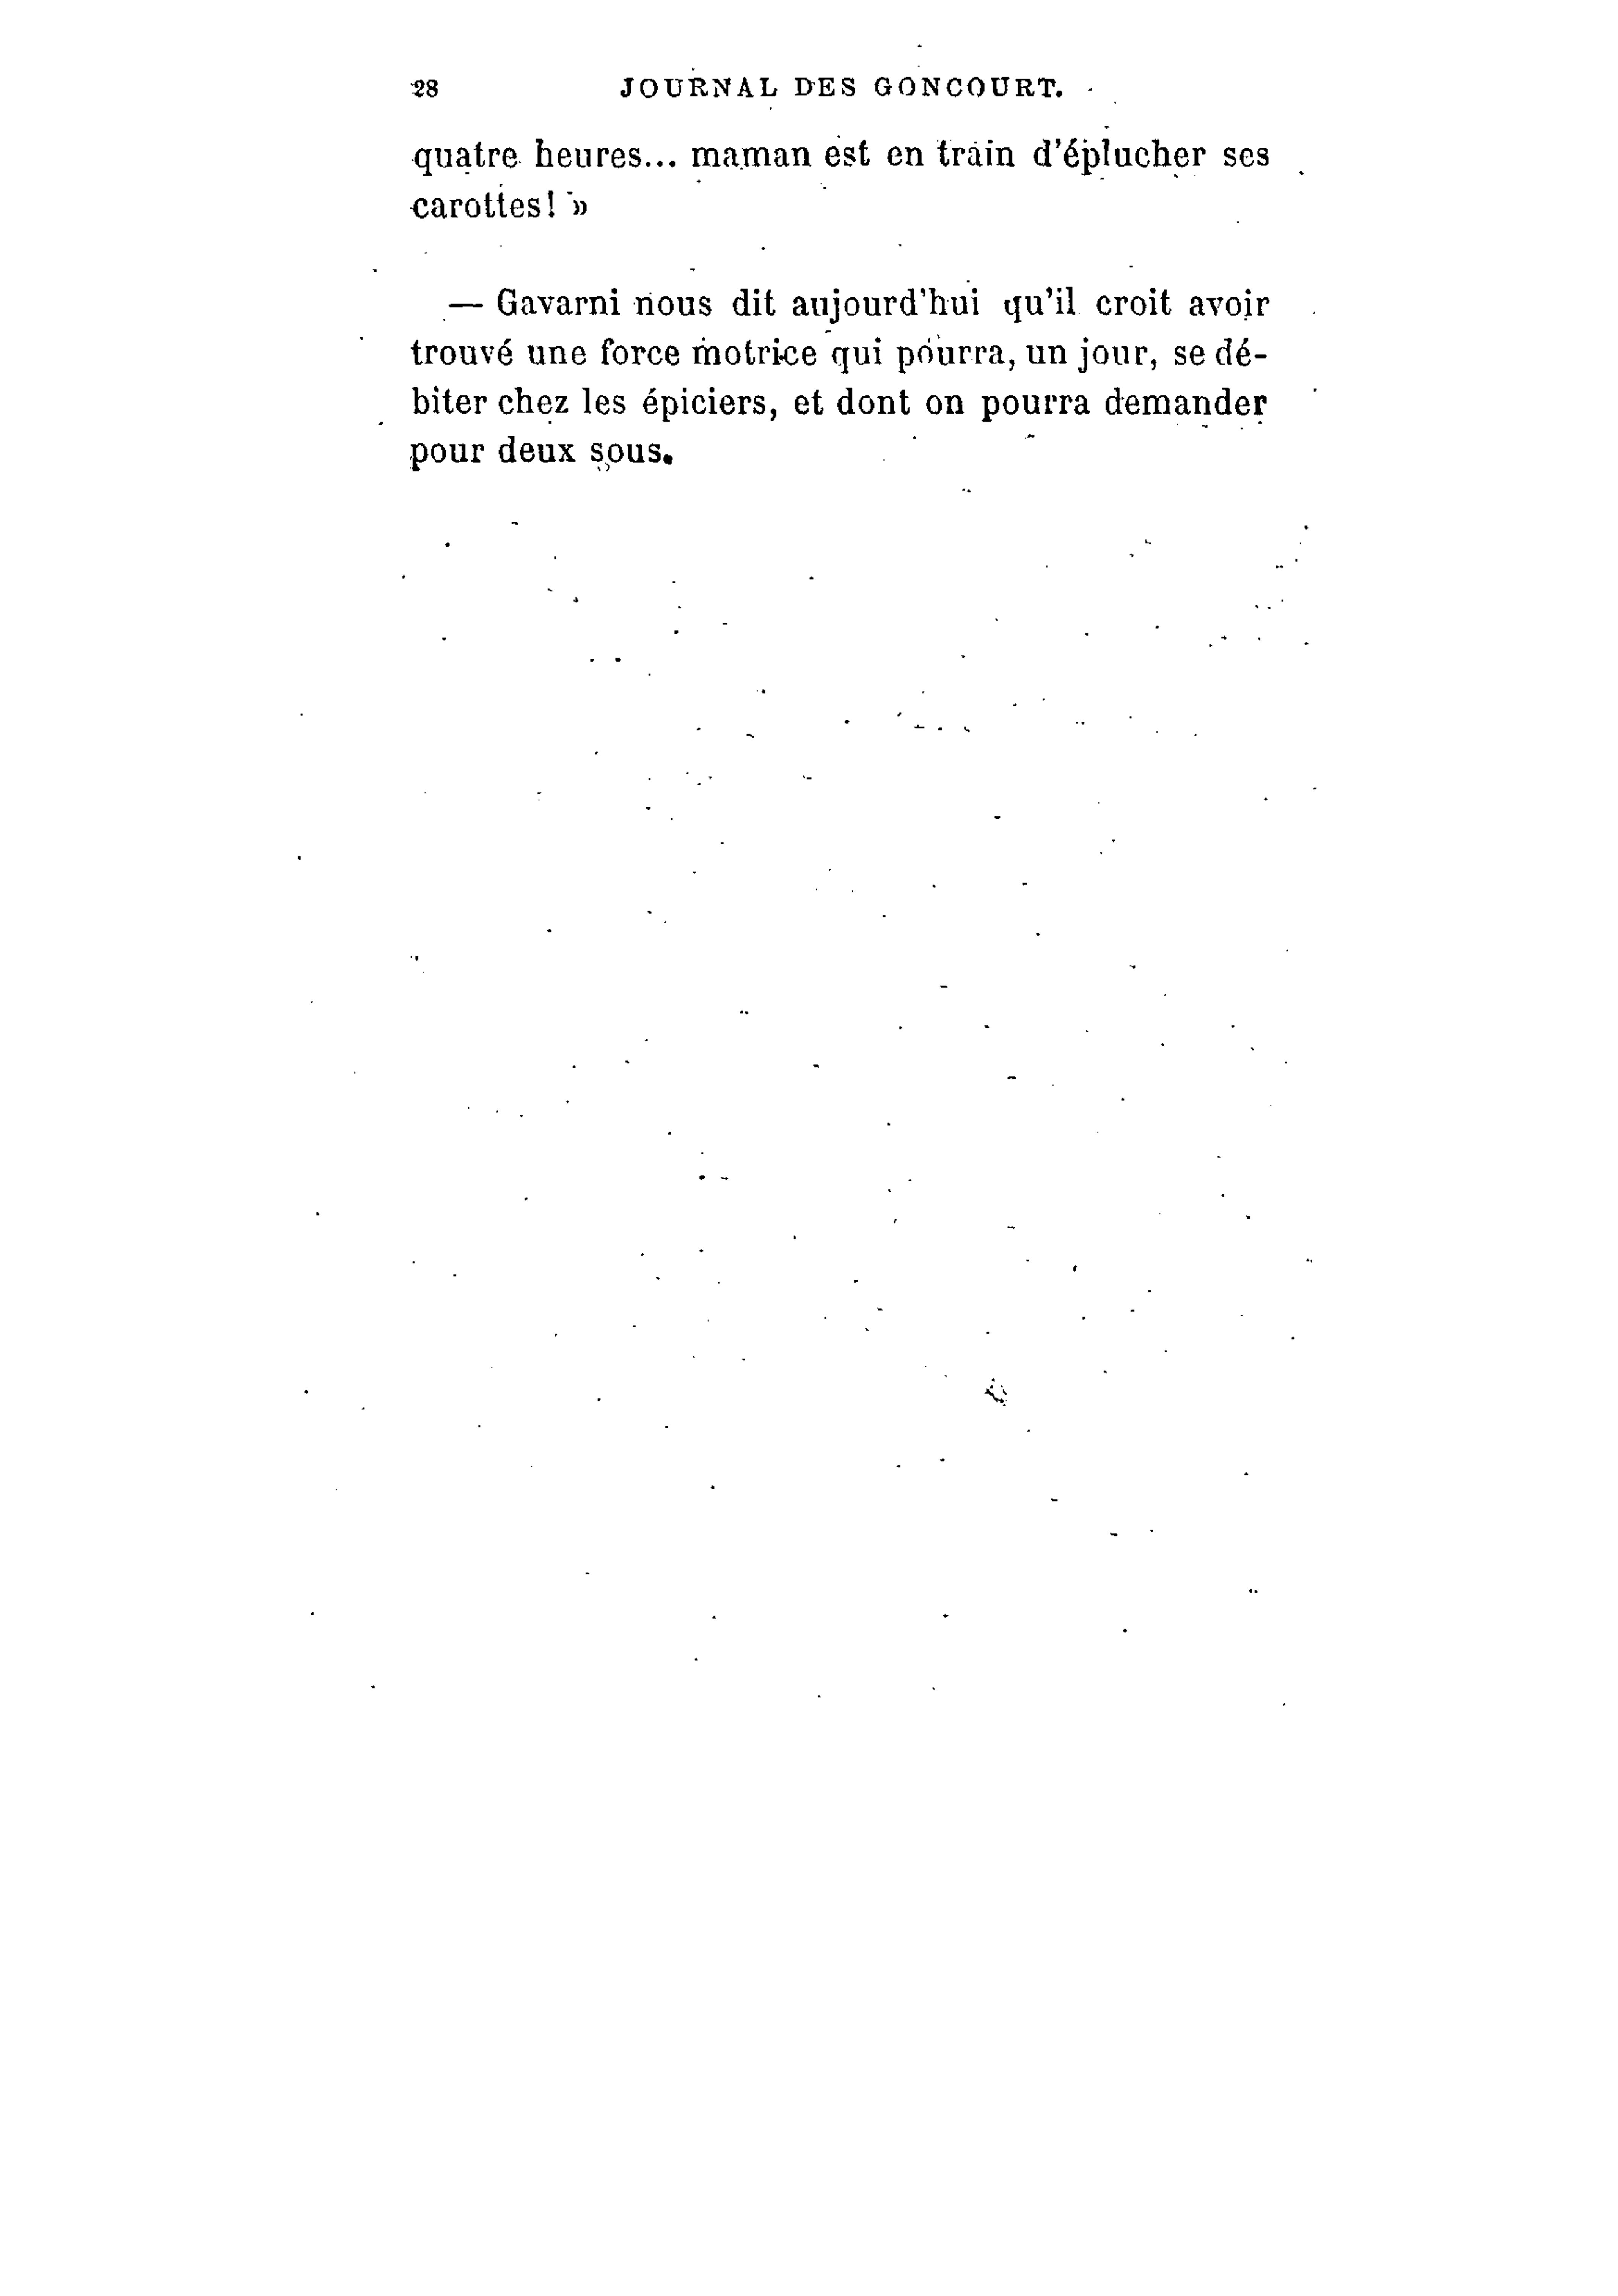 28 JOURNAL DES GONCOURT.
quatre heures... maman est en train d'éplucher ses
carottes! »
— Gavarni nous dit aujourd'hui qu'il croit avoir
trouvé une force motrice qui pourra, un jour, se dé-
biter chez les épiciers, et dont on pourra demander
pour deux sous.